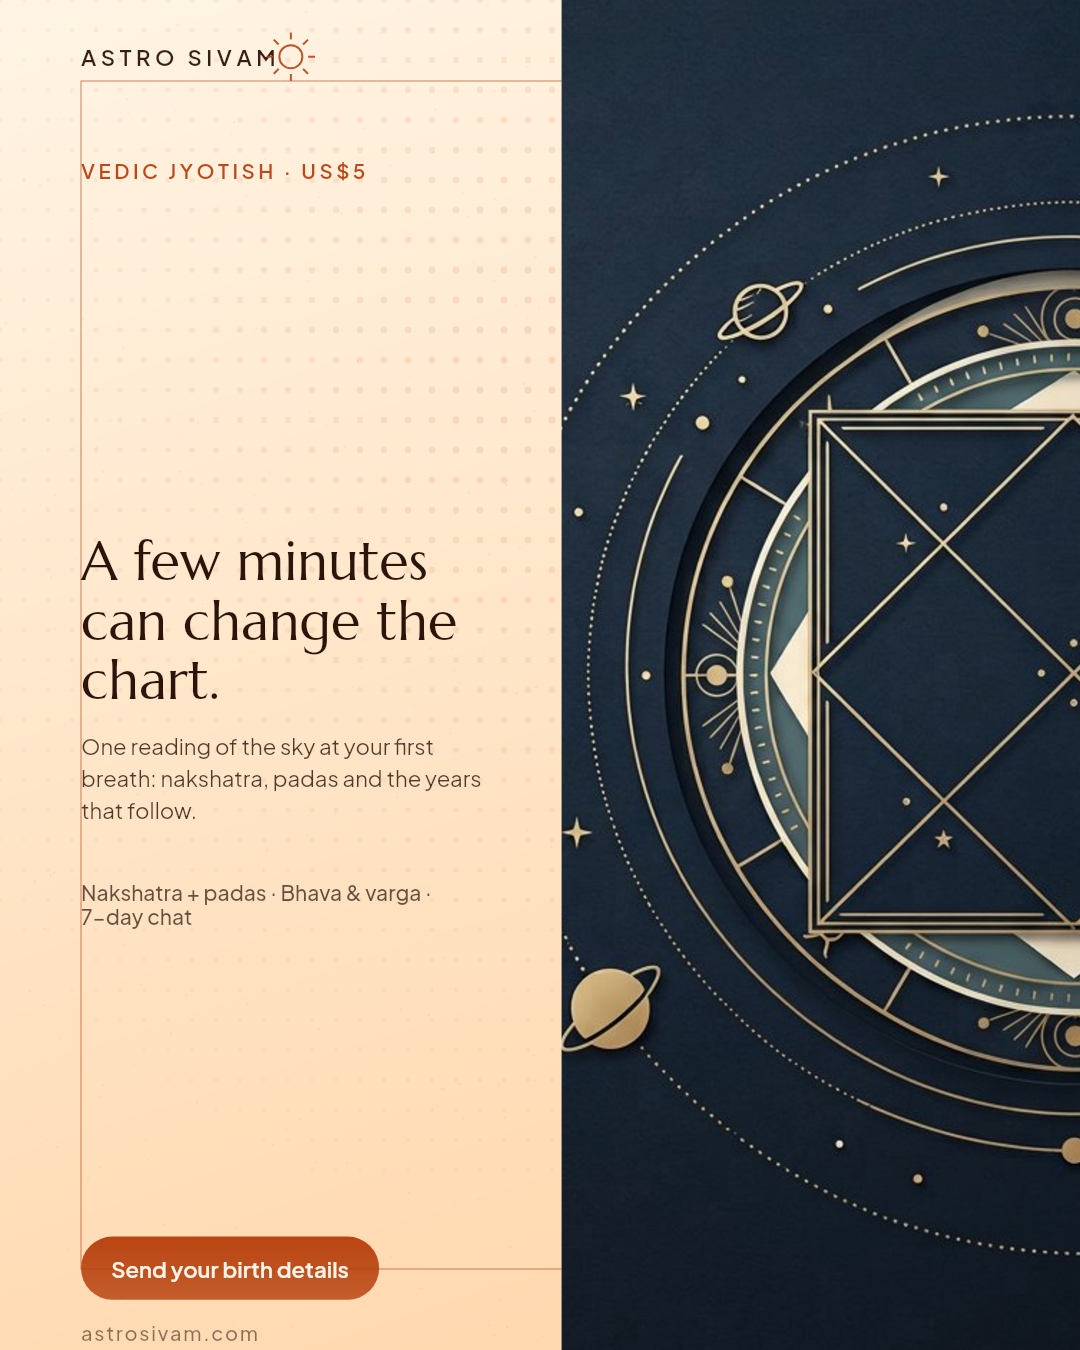 ASTRO SIVAM
VEDIC JYOTISH · US$5
A few minutes
can change the
chart.
One reading of the sky at your first
breath: nakshatra, padas and the years
that follow.
Nakshatra + padas · Bhava & varga ·
7–day chat
Send your birth details
astrosivam.com